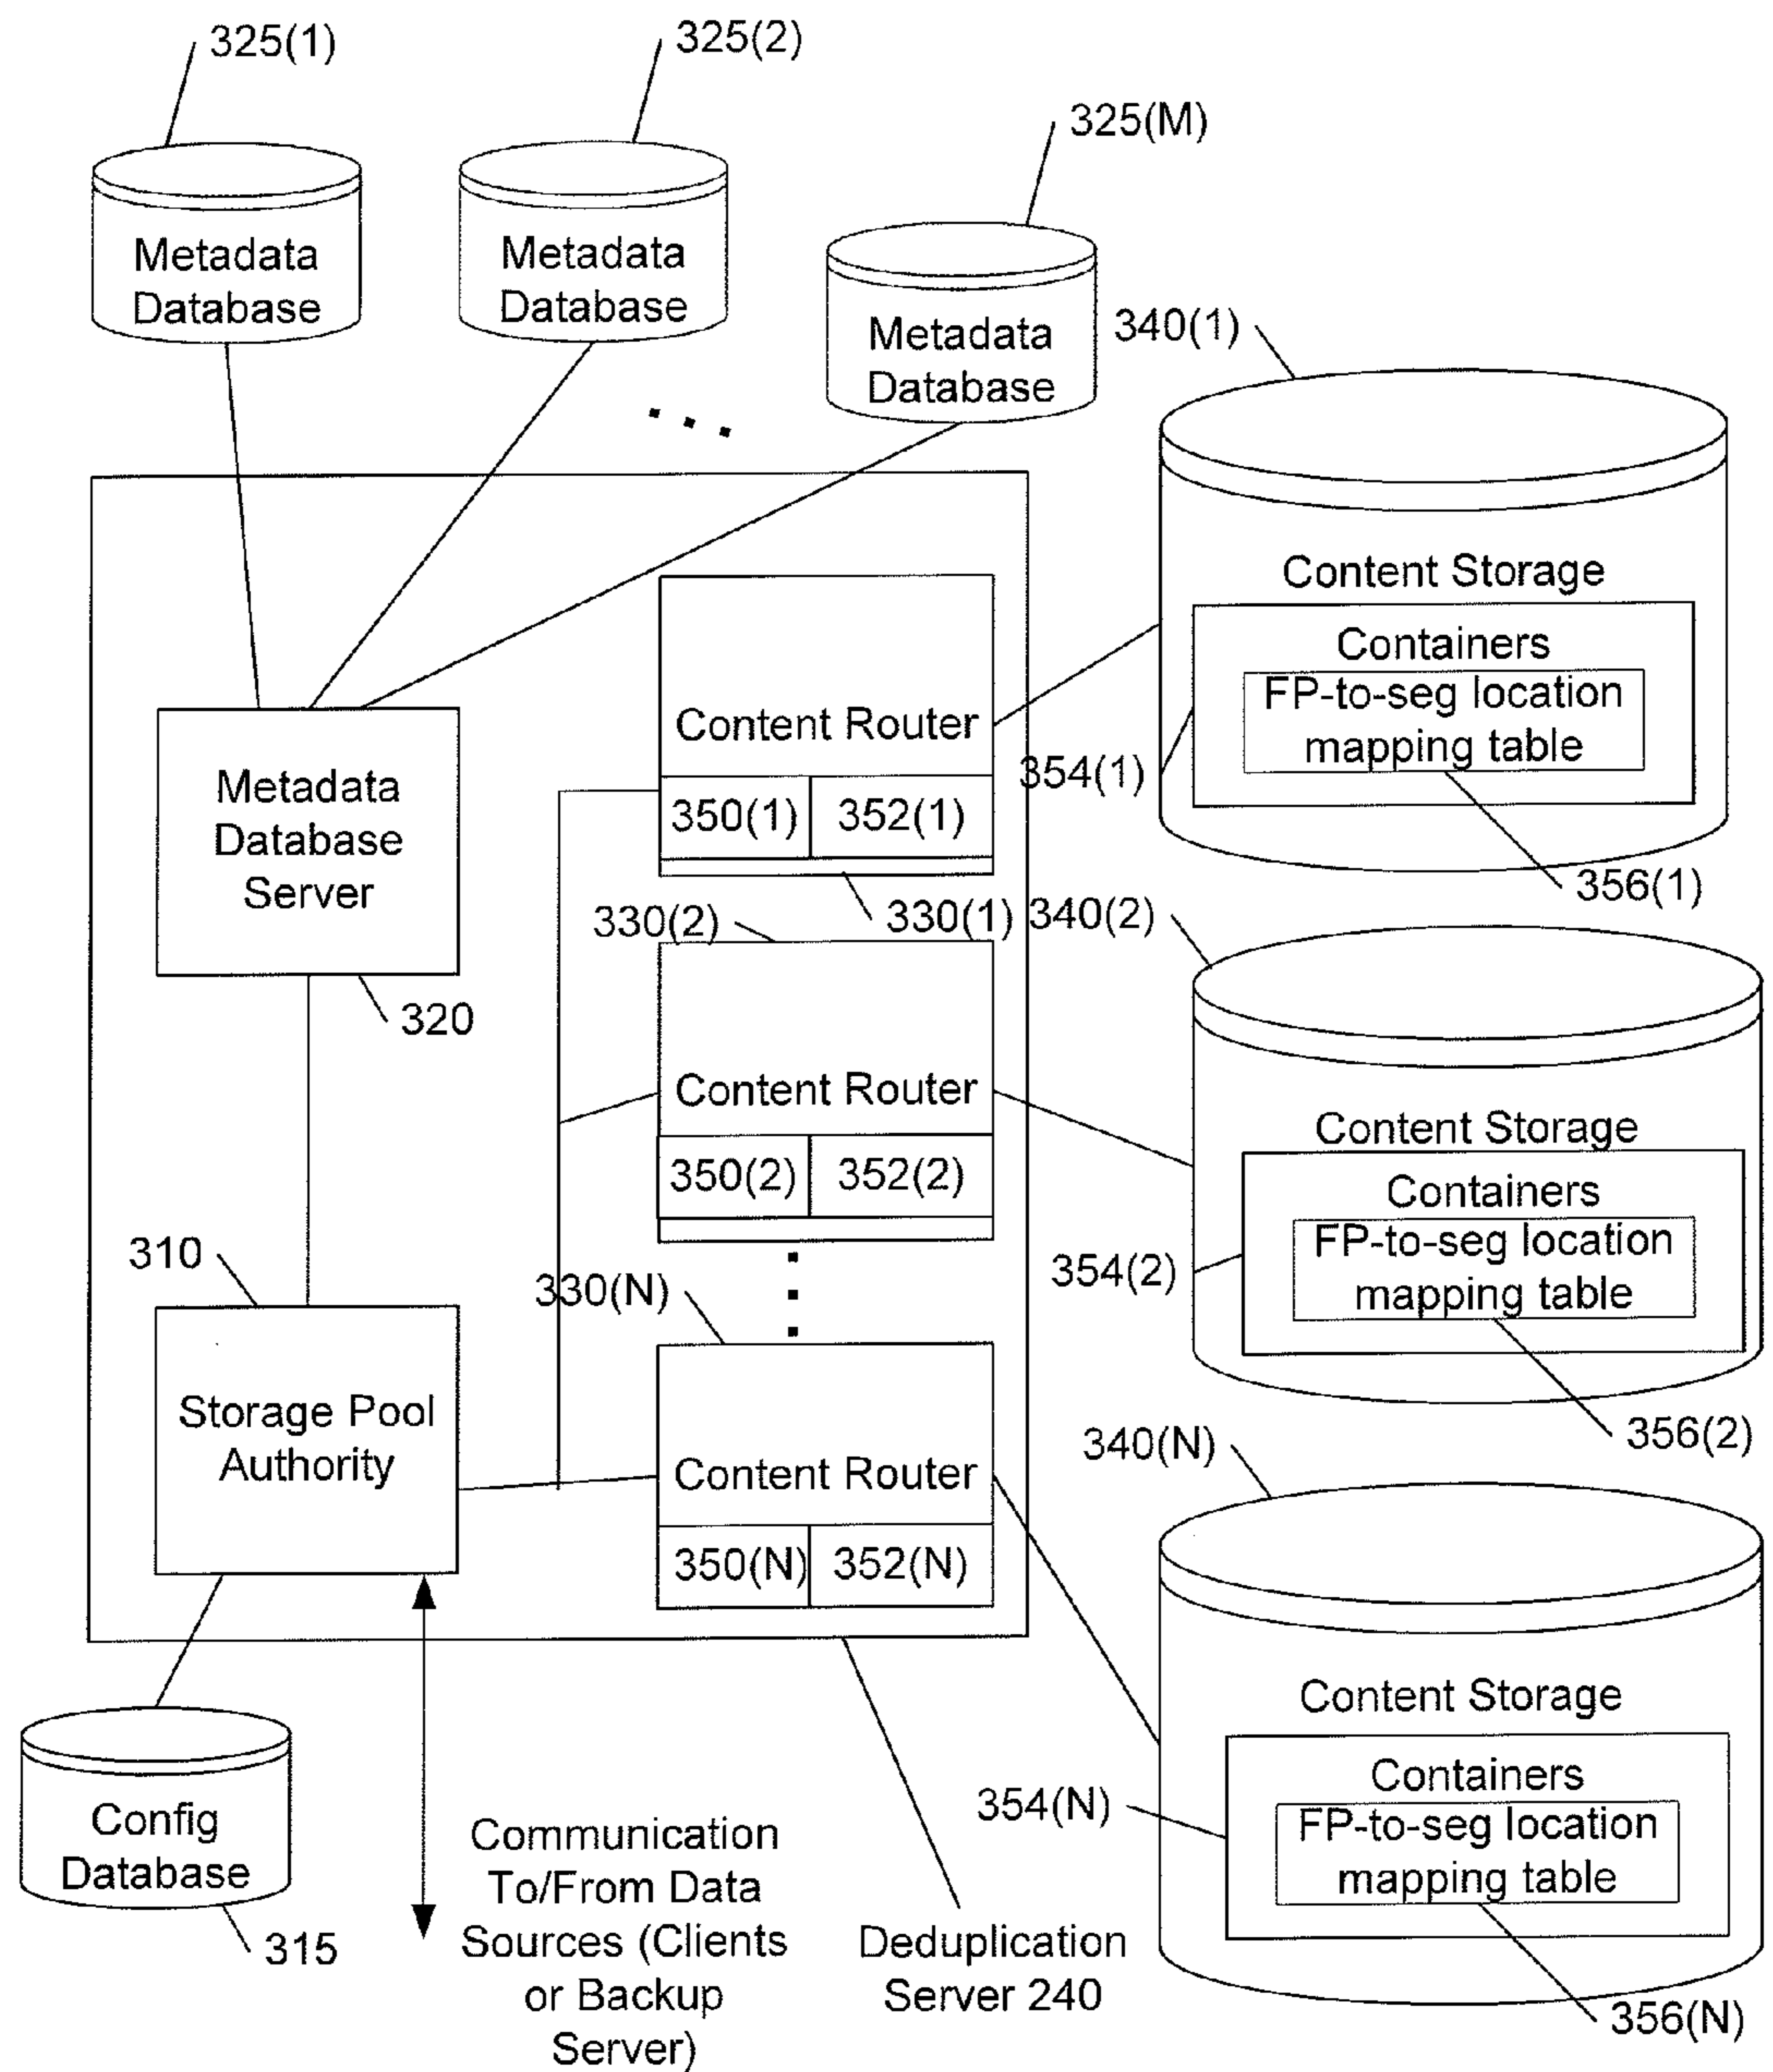 325(1)
325(2)
325(M)
Metadata
Database
Metadata
Database
Metadata
Database
340(1)
Content Storage
Containers
FP-to-seg location
mapping table
354(1)
356(1)
Content Router
350(1)
352(1)
330(1)
Metadata
Database
Server
320
330(2)
340(2)
Content Router
350(2)
352(2)
Content Storage
Containers
FP-to-seg location
mapping table
354(2)
356(2)
310
Storage Pool
Authority
330(N)
Content Router
350(N)
352(N)
340(N)
Content Storage
Containers
FP-to-seg location
mapping table
354(N)
356(N)
Config
Database
315
Communication
To/From Data
Sources (Clients
or Backup
Server)
Deduplication
Server 240